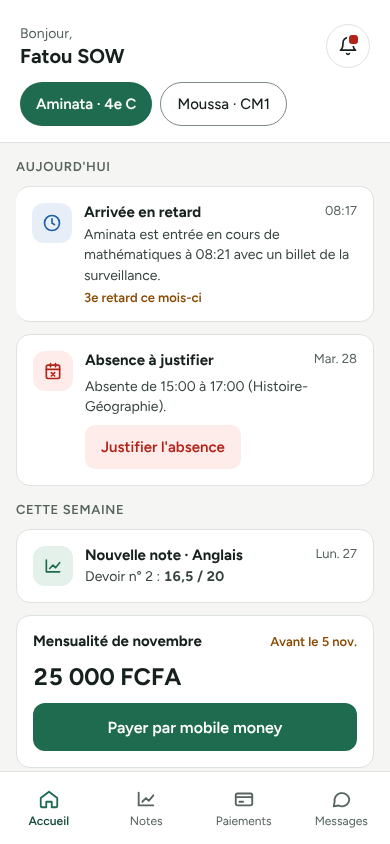 Bonjour,
Fatou SOW
Aminata · 4e C
Moussa · CM1
AUJOURD'HUI
Arrivée en retard
08:17
Aminata est entrée en cours de
mathématiques à 08:21 avec un billet de la
surveillance.
3e retard ce mois-ci
Absence à justifier
Mar. 28
Absente de 15:00 à 17:00 (Histoire-
Géographie).
Justifier l'absence
CETTE SEMAINE
Nouvelle note · Anglais
Lun. 27
Devoir n° 2 : 16,5 / 20
Mensualité de novembre
Avant le 5 nov.
25 000 FCFA
Payer par mobile money
Accueil
Notes
Paiements
Messages